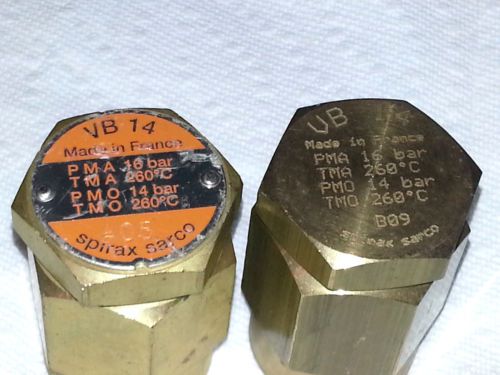 VB 14
Made in France
PMA 16 bar
TMA 260°C
PMO 14 bar
TMO 260°C
spirax sarco
VB 14
Made in France
PMA 16 bar
TMA 260°C
PMO 14 bar
TMO 260°C
B09
spirax sarco